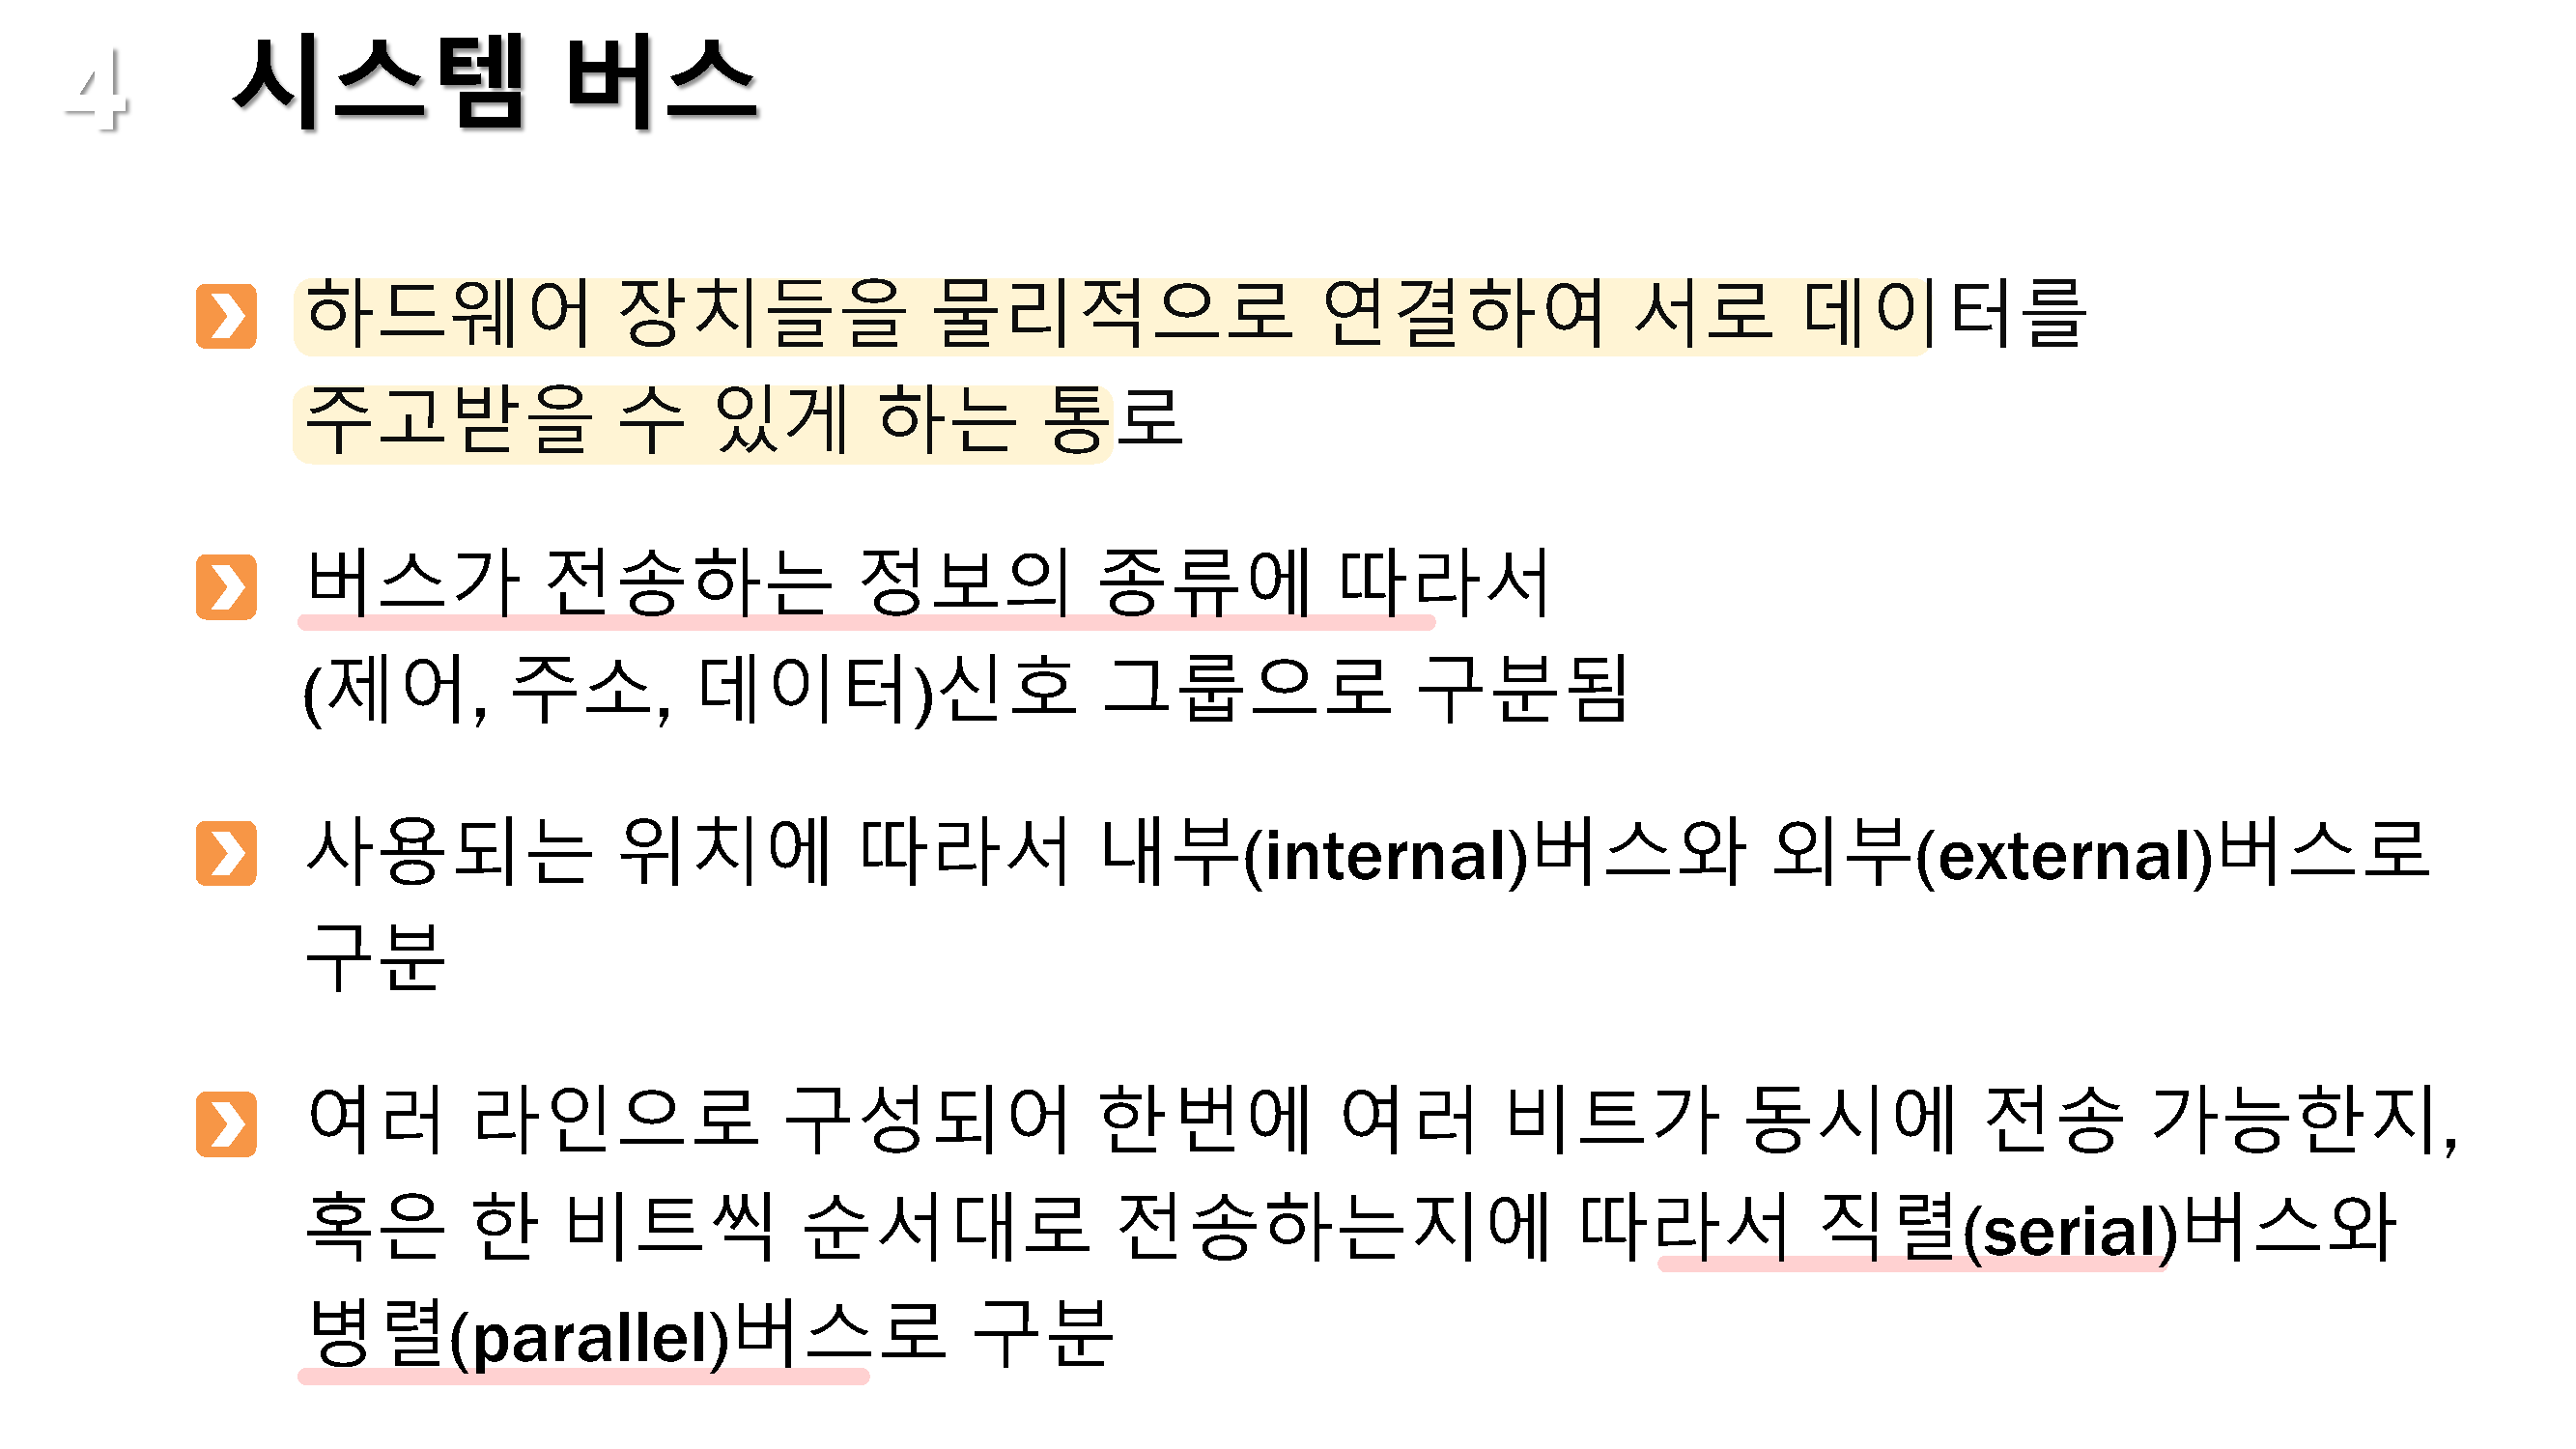 4 시스템 버스
하드웨어 장치들을 물리적으로 연결하여 서로 데이터를
주고받을 수 있게 하는 통로
버스가 전송하는 정보의 종류에 따라서
(제어, 주소, 데이터)신호 그룹으로 구분됨
사용되는 위치에 따라서 내부(internal)버스와 외부(external)버스로
구분
여러 라인으로 구성되어 한번에 여러 비트가 동시에 전송 가능한지,
혹은 한 비트씩 순서대로 전송하는지에 따라서 직렬(serial)버스와
병렬(parallel)버스로 구분